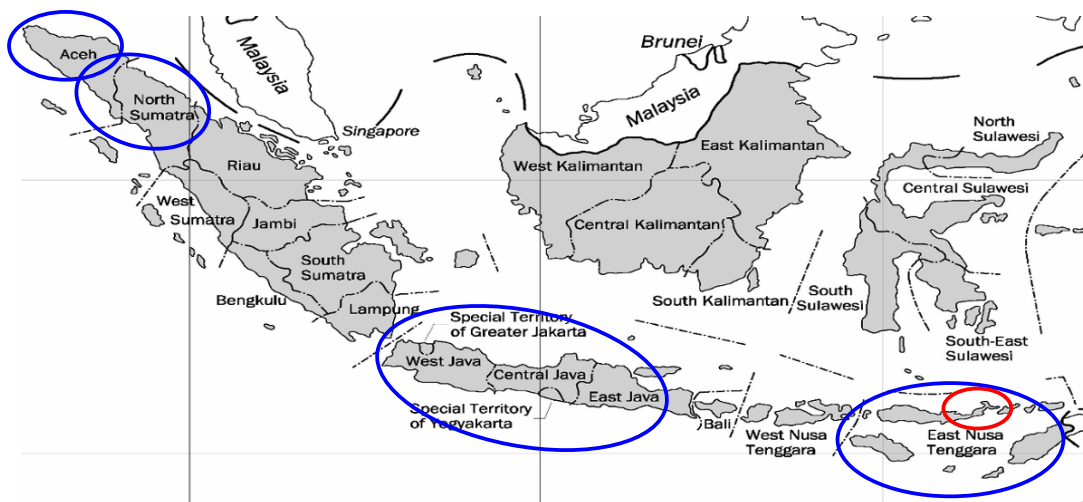 Aceh
North
Sumatra
Malaysia
Singapore
Riau
West
Sumatra
Jambi
South
Sumatra
Bengkulu
Lampung
Brunei
Malaysia
West Kalimantan
East Kalimantan
Central Kalimantan
South Kalimantan
North
Sulawesi
Central Sulawesi
South
Sulawesi
South-East
Sulawesi
Special Territory
of Greater Jakarta
West Java
Central Java
East Java
Special Territory
of Yogyakarta
Bali
West Nusa
Tenggara
East Nusa
Tenggara